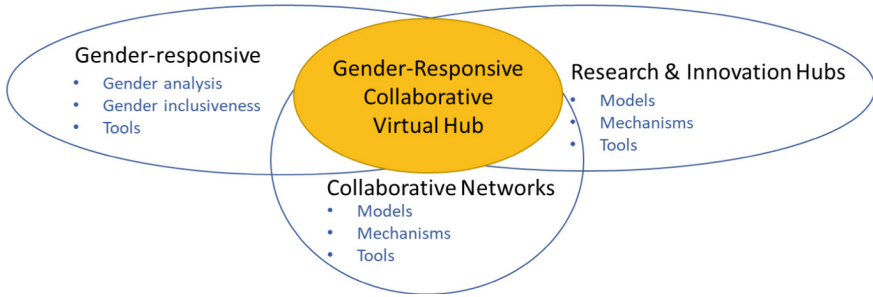 Gender-responsive
• Gender analysis
• Gender inclusiveness
• Tools
Gender-Responsive
Collaborative
Virtual Hub
Research & Innovation Hubs
• Models
• Mechanisms
• Tools
Collaborative Networks
• Models
• Mechanisms
• Tools